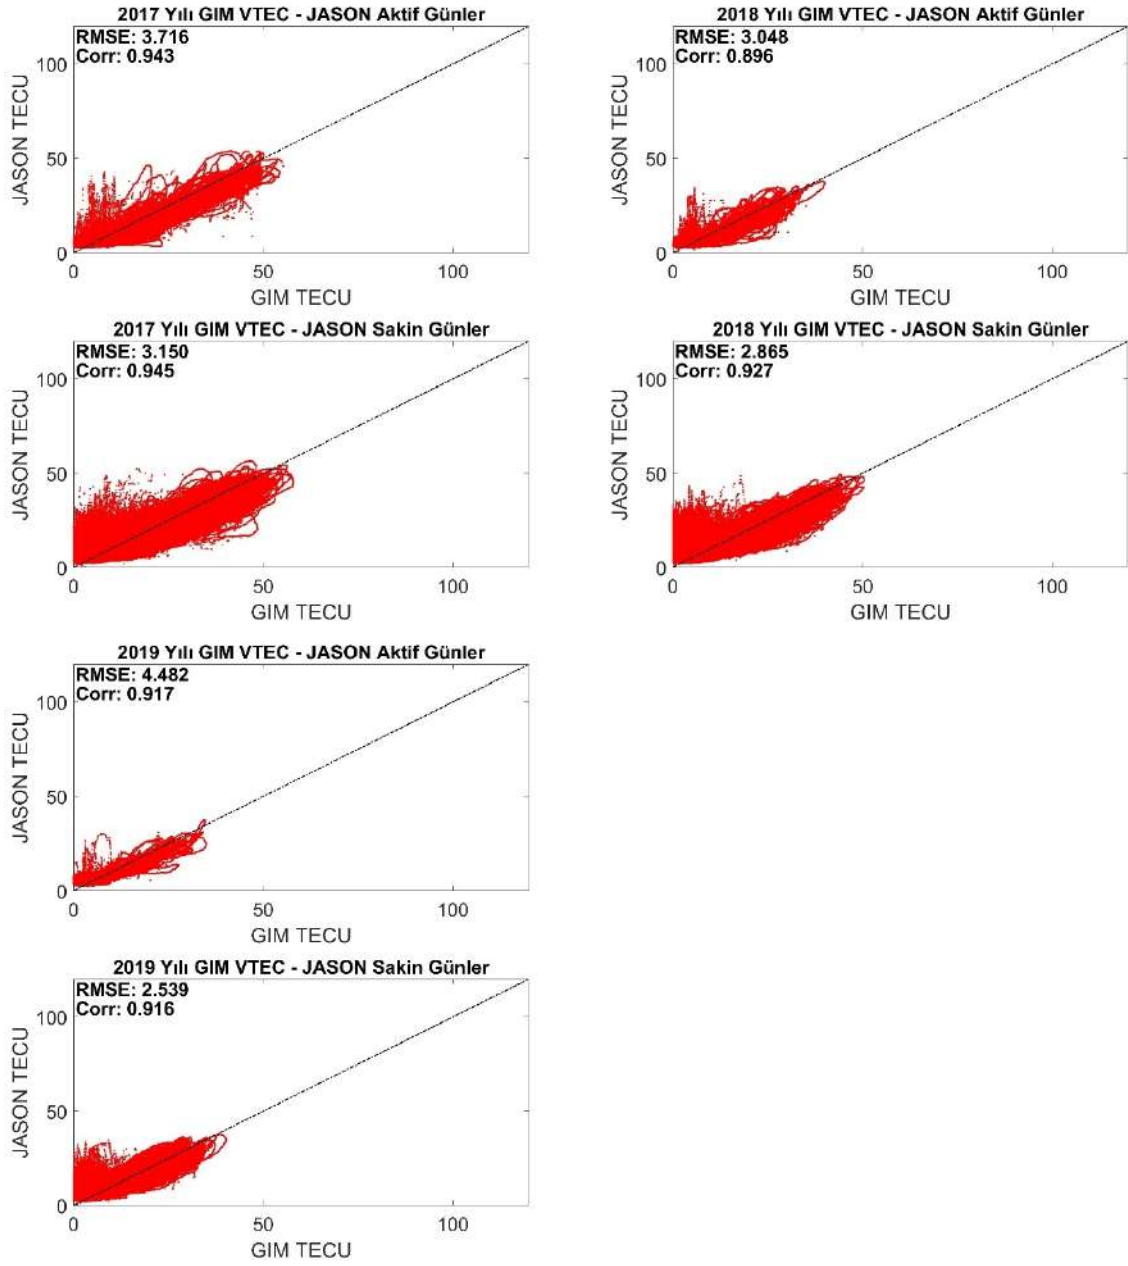 2017 Yılı GIM VTEC - JASON Aktif Günler
RMSE: 3.716
Corr: 0.943
100
50
0
JASON TECU
0 50 100
GIM TECU
2018 Yılı GIM VTEC - JASON Aktif Günler
RMSE: 3.048
Corr: 0.896
100
50
0
JASON TECU
0 50 100
GIM TECU
2017 Yılı GIM VTEC - JASON Sakin Günler
RMSE: 3.150
Corr: 0.945
100
50
0
JASON TECU
0 50 100
GIM TECU
2018 Yılı GIM VTEC - JASON Sakin Günler
RMSE: 2.865
Corr: 0.927
100
50
0
JASON TECU
0 50 100
GIM TECU
2019 Yılı GIM VTEC - JASON Aktif Günler
RMSE: 4.482
Corr: 0.917
100
50
0
JASON TECU
0 50 100
GIM TECU
2019 Yılı GIM VTEC - JASON Sakin Günler
RMSE: 2.539
Corr: 0.916
100
50
0
JASON TECU
0 50 100
GIM TECU